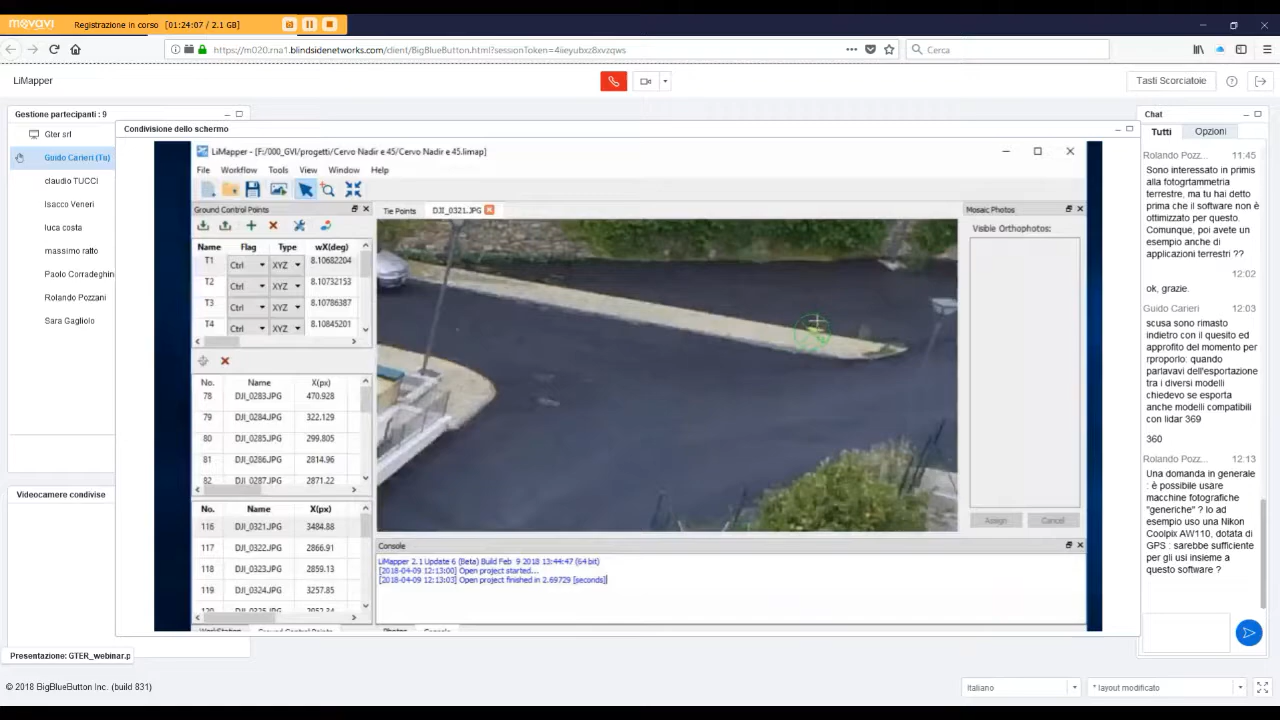 movavi Registrazione in corso [01:24:07 / 2.1 GB]
https://m020.rna1.blindsidenetworks.com/client/BigBlueButton.html?sessionToken=4iieyubxz8xvzqws
Cerca
LiMapper
Tasti Scorciatoie
Gestione partecipanti : 9
Gter srl
Guido Carieri (Tu)
claudio TUCCI
Isacco Veneri
luca costa
massimo ratto
Paolo Corradeghin
Rolando Pozzani
Sara Gagliolo
Videocamere condivise
Presentazione: GTER_webinar.p
Condivisione dello schermo
LiMapper - [F:/000_GVI/progetti/Cervo Nadir e 45/Cervo Nadir e 45.limap]
File Workflow Tools View Window Help
Ground Control Points
Name Flag Type wX(deg)
T1 Ctrl XYZ 8.10682204
T2 Ctrl XYZ 8.10732153
T3 Ctrl XYZ 8.10786387
T4 Ctrl XYZ 8.10845201
No. Name X(px)
78 DJI_0283.JPG 470.928
79 DJI_0284.JPG 322.129
80 DJI_0285.JPG 299.805
81 DJI_0286.JPG 2814.96
82 DJI_0287.JPG 2871.22
No. Name X(px)
116 DJI_0321.JPG 3484.88
117 DJI_0322.JPG 2866.91
118 DJI_0323.JPG 2859.13
119 DJI_0324.JPG 3257.85
120 DJI_0325.JPG
WorkStation Ground Control Points
Tie Points DJI_0321.JPG
Mosaic Photos
Visible Orthophotos:
Assign Cancel
Console
LiMapper 2.1 Update 6 (Beta) Build Feb 9 2018 13:44:47 (64 bit)
[2018-04-09 12:13:00] Open project started...
[2018-04-09 12:13:03] Open project finished in 2.69729 [seconds]
Photos Console
Chat
Tutti Opzioni
Rolando Pozz... 11:45
Sono interessato in primis
alla fotogrtammetria
terrestre, ma tu hai detto
prima che il software non è
ottimizzato per questo.
Comunque, poi avete un
esempio anche di
applicazioni terrestri ??
12:02
ok, grazie.
Guido Carieri 12:03
scusa sono rimasto
indietro con il quesito ed
approfito del momento per
rproporlo: quando
parlavavi dell'esportazione
tra i diversi modelli
chiedevo se esporta
anche modelli compatibili
con lidar 369
360
Rolando Pozz... 12:13
Una domanda in generale
: è possibile usare
macchine fotografiche
"generiche" ? Io ad
esempio uso una Nikon
Coolpix AW110, dotata di
GPS : sarebbe sufficiente
per gli usi insieme a
questo software ?
© 2018 BigBlueButton Inc. (build 831)
Italiano
* layout modificato